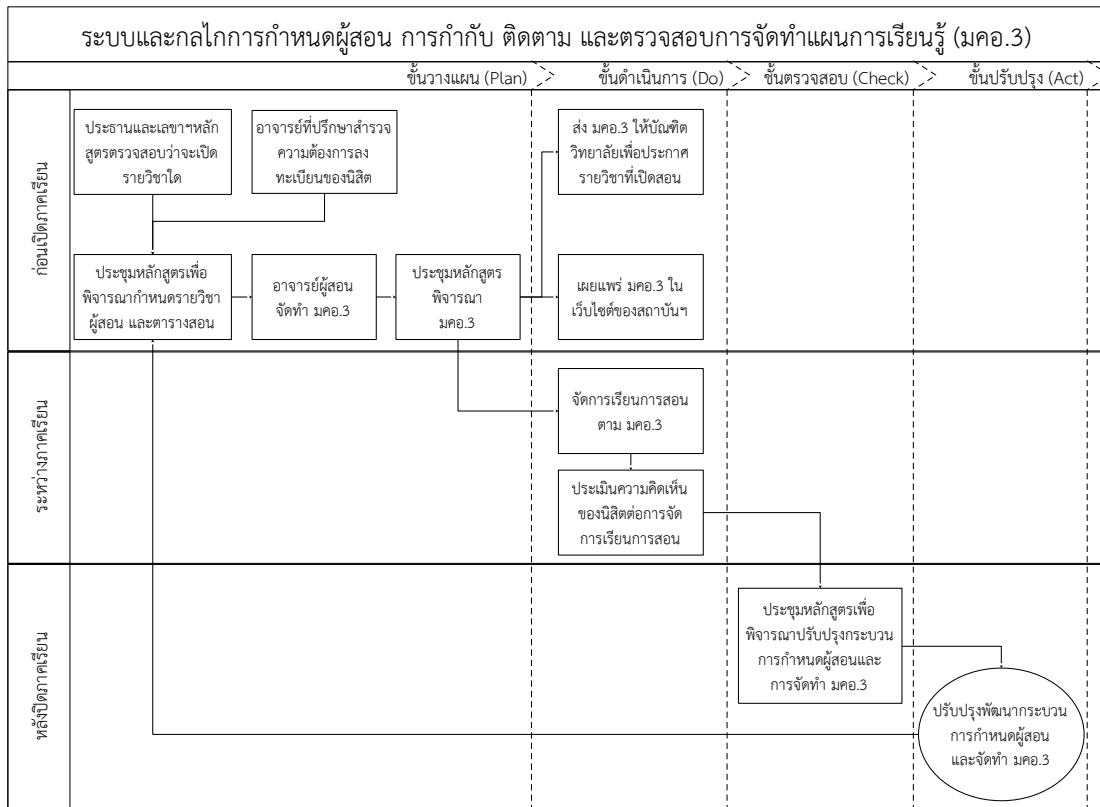 ระบบและกลไกการกำหนดผู้สอน การกำกับ ติดตาม และตรวจสอบการจัดทำแผนการเรียนรู้ (มคอ.3)
ขั้นวางแผน (Plan)
ขั้นดำเนินการ (Do)
ขั้นตรวจสอบ (Check)
ขั้นปรับปรุง (Act)
ก่อนเปิดภาคเรียน
ประธานและเลขาฯหลัก
สูตรตรวจสอบว่าจะเปิด
รายวิชาใด
อาจารย์ที่ปรึกษาสำรวจ
ความต้องการลง
ทะเบียนของนิสิต
ส่ง มคอ.3 ให้บัณฑิต
วิทยาลัยเพื่อประกาศ
รายวิชาที่เปิดสอน
ประชุมหลักสูตรเพื่อ
พิจารณากำหนดรายวิชา
ผู้สอน และตารางสอน
อาจารย์ผู้สอน
จัดทำ มคอ.3
ประชุมหลักสูตร
พิจารณา
มคอ.3
เผยแพร่ มคอ.3 ใน
เว็บไซต์ของสถาบันฯ
ระหว่างภาคเรียน
จัดการเรียนการสอน
ตาม มคอ.3
ประเมินความคิดเห็น
ของนิสิตต่อการจัด
การเรียนการสอน
หลังปิดภาคเรียน
ประชุมหลักสูตรเพื่อ
พิจารณาปรับปรุงกระบวน
การกำหนดผู้สอนและ
การจัดทำ มคอ.3
ปรับปรุงพัฒนากระบวน
การกำหนดผู้สอน
และจัดทำ มคอ.3